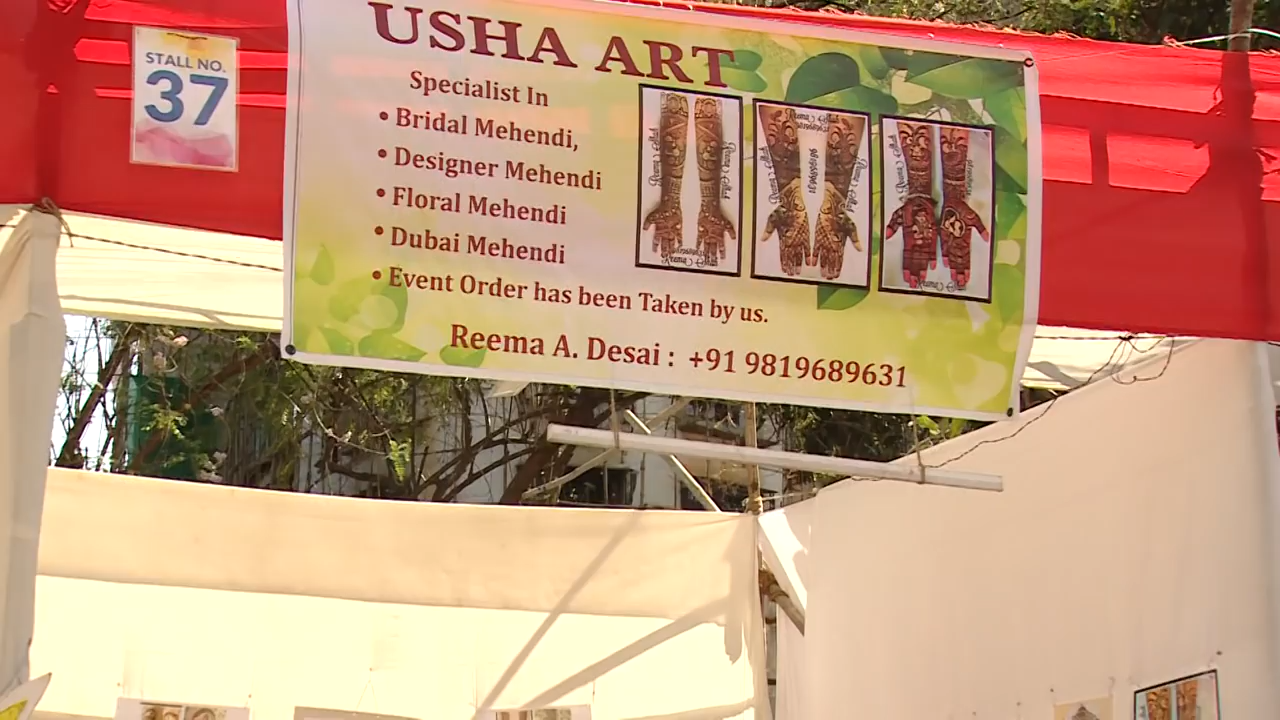 STALL NO.
37
USHA ART
Specialist In
• Bridal Mehendi,
• Designer Mehendi
• Floral Mehendi
• Dubai Mehendi
• Event Order has been Taken by us.
Reema A. Desai : +91 9819689631